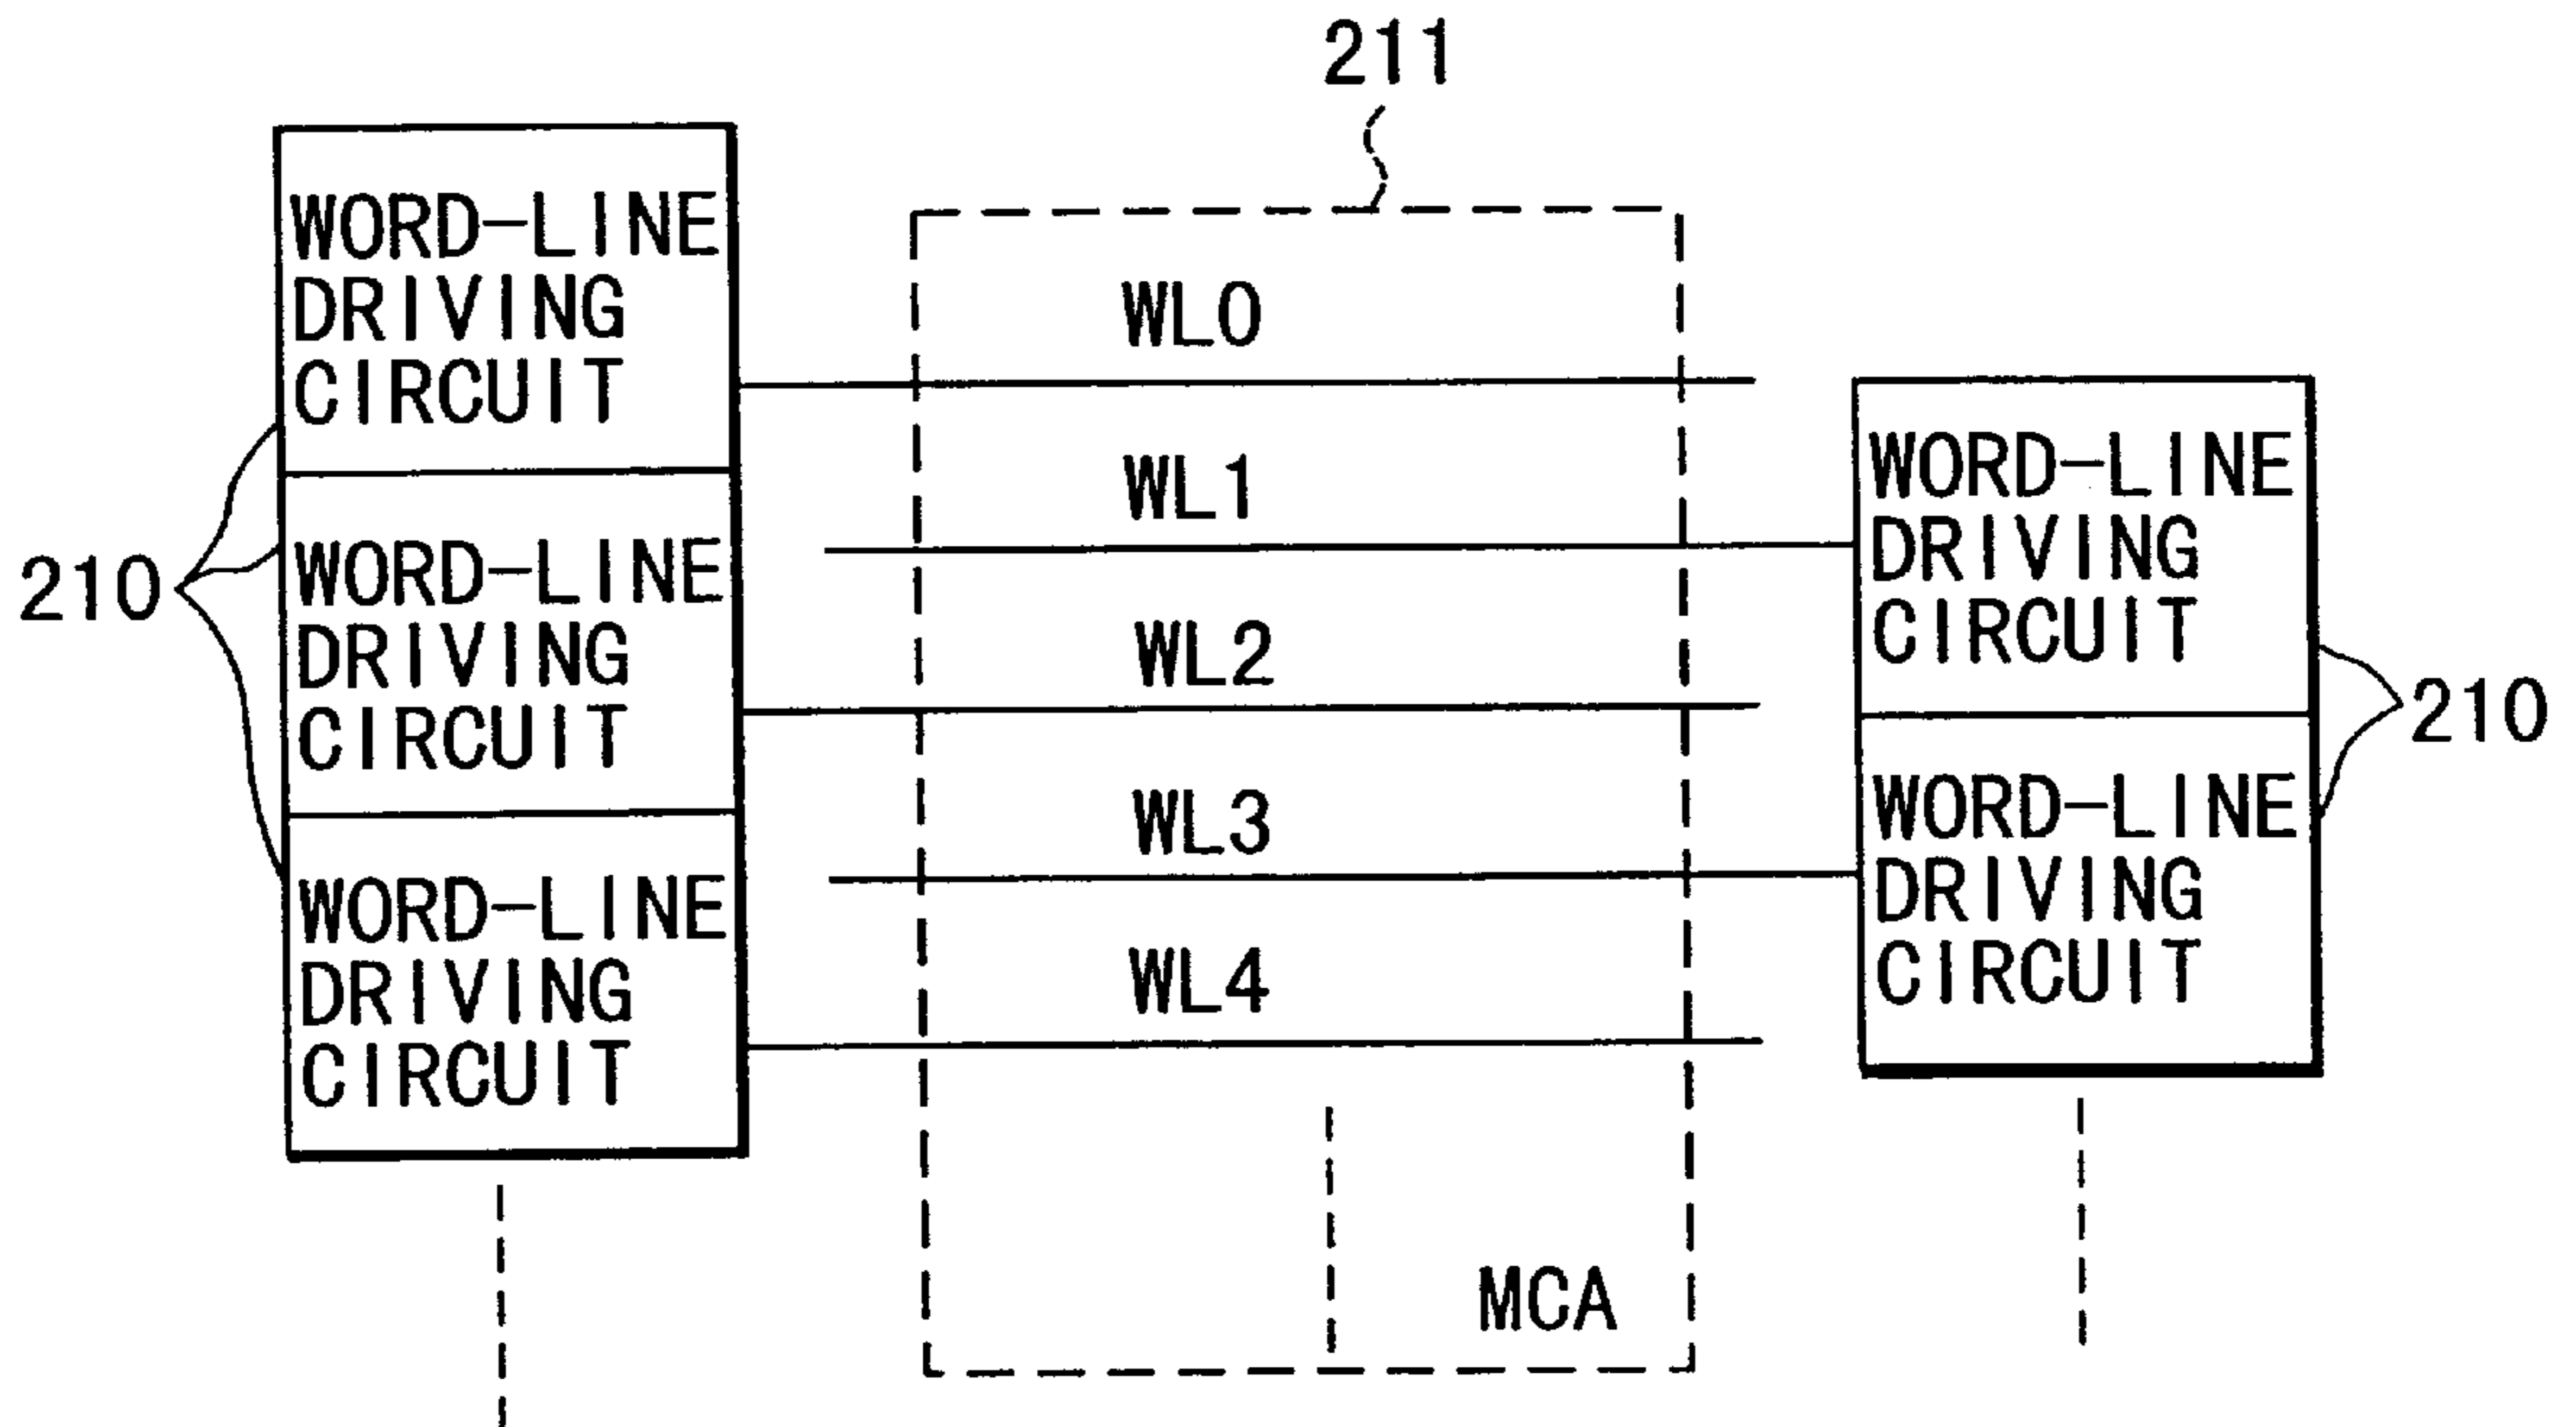 211
WORD-LINE
DRIVING
CIRCUIT
WORD-LINE
DRIVING
CIRCUIT
WORD-LINE
DRIVING
CIRCUIT
210
WL0
WL1
WL2
WL3
WL4
MCA
WORD-LINE
DRIVING
CIRCUIT
WORD-LINE
DRIVING
CIRCUIT
210